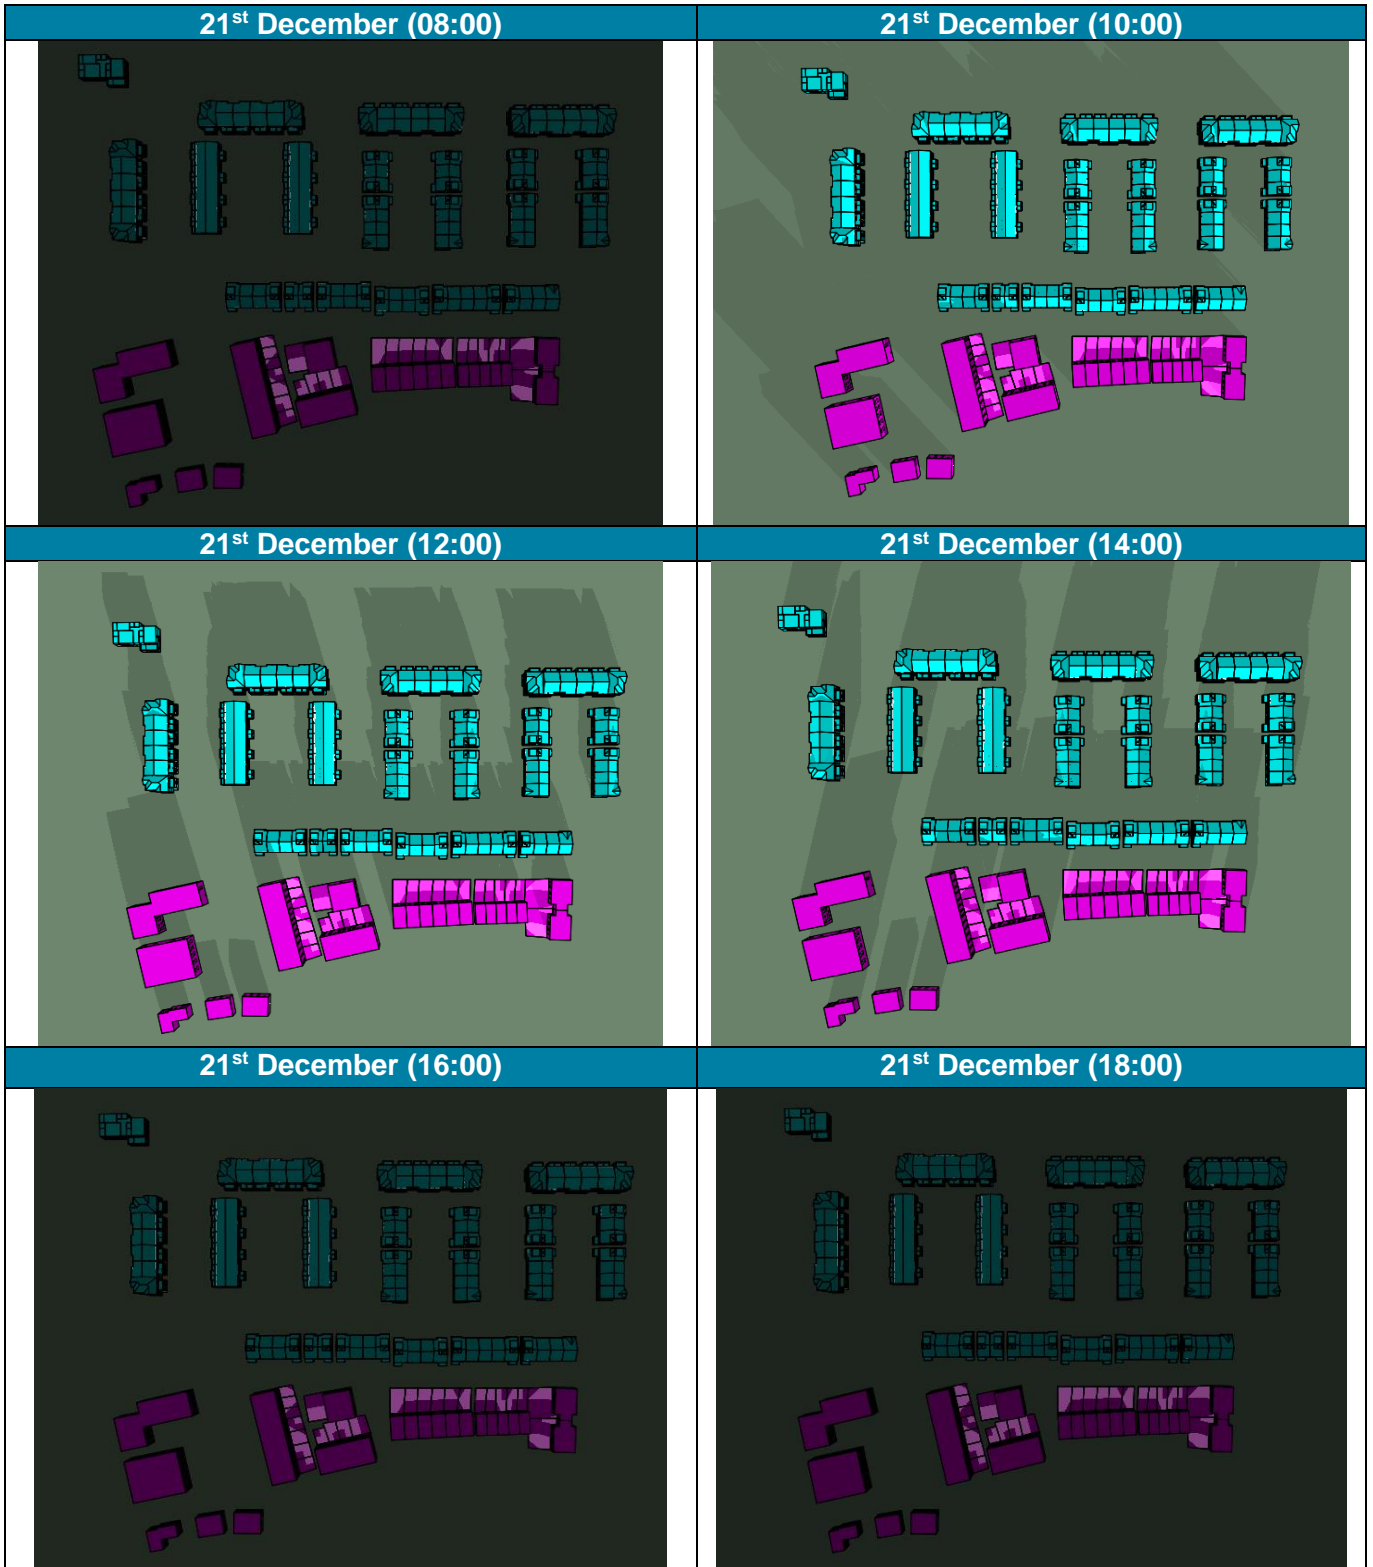 21st December (08:00)
21st December (10:00)
21st December (12:00)
21st December (14:00)
21st December (16:00)
21st December (18:00)